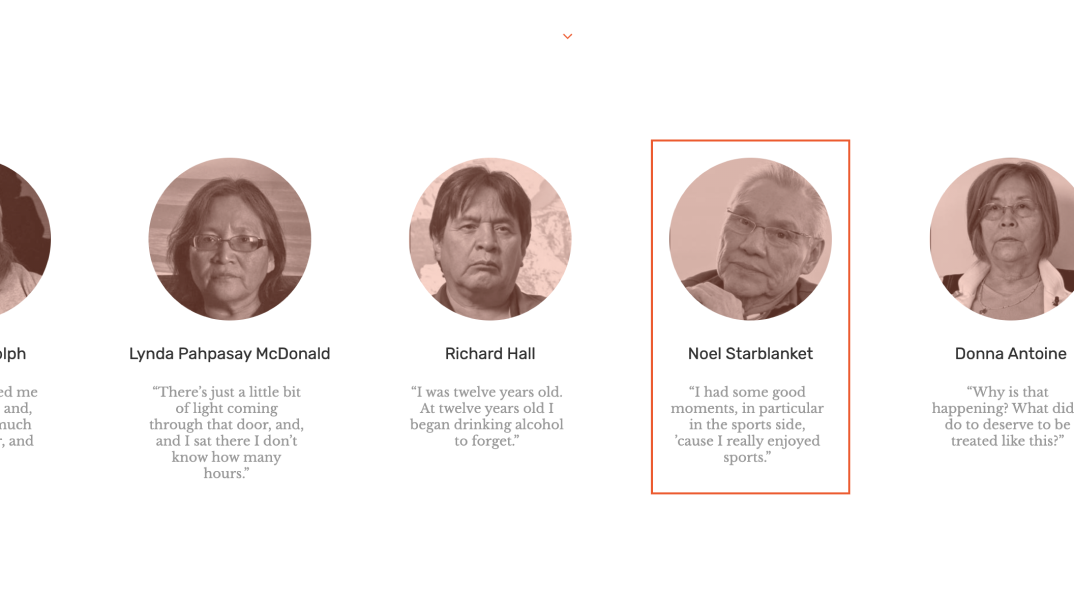 olph
ed me
and,
much
, and
Lynda Pahpasay McDonald
“There’s just a little bit
of light coming
through that door, and,
and I sat there I don’t
know how many
hours.”
Richard Hall
“I was twelve years old.
At twelve years old I
began drinking alcohol
to forget.”
Noel Starblanket
“I had some good
moments, in particular
in the sports side,
’cause I really enjoyed
sports.”
Donna Antoine
“Why is that
happening? What did
do to deserve to be
treated like this?”